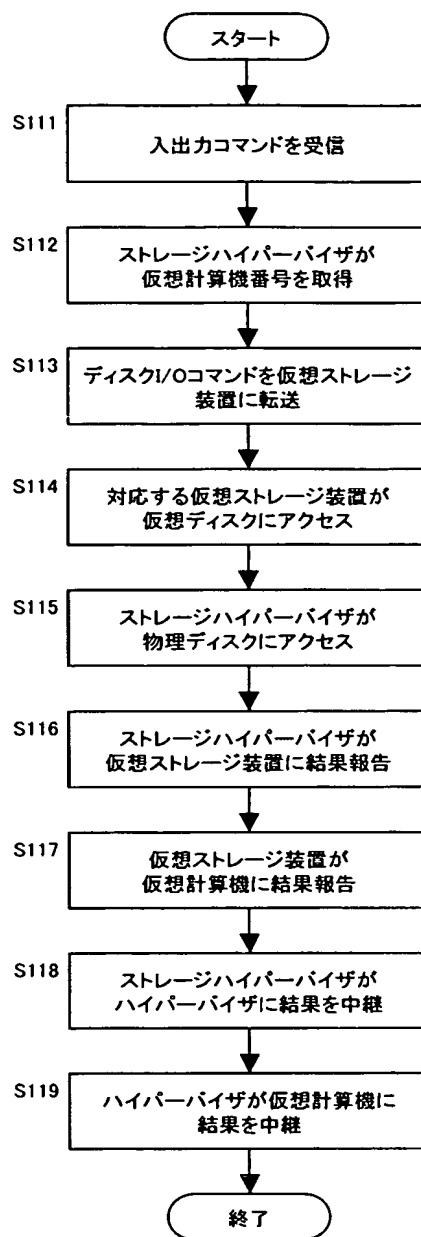 スタート
S111
入出力コマンドを受信
S112
ストレージハイパーバイザが
仮想計算機番号を取得
S113
ディスクI/Oコマンドを仮想ストレージ
装置に転送
S114
対応する仮想ストレージ装置が
仮想ディスクにアクセス
S115
ストレージハイパーバイザが
物理ディスクにアクセス
S116
ストレージハイパーバイザが
仮想ストレージ装置に結果報告
S117
仮想ストレージ装置が
仮想計算機に結果報告
S118
ストレージハイパーバイザが
ハイパーバイザに結果を中継
S119
ハイパーバイザが仮想計算機に
結果を中継
終了